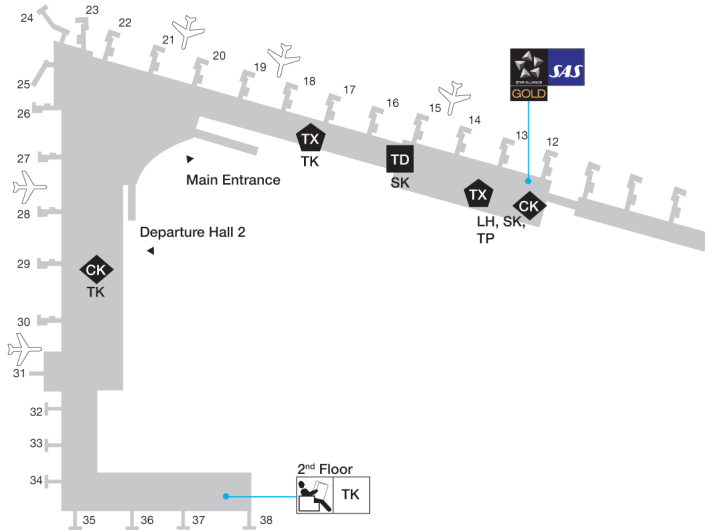 24
23
22
21
20
19
18
17
16
15
14
13
12
25
26
27
28
29
30
31
32
33
34
35
36
37
38
STAR ALLIANCE
GOLD
SAS
TX
TK
TD
SK
TX
CK
LH, SK,
TP
Main Entrance
Departure Hall 2
CK
TK
2nd Floor
TK